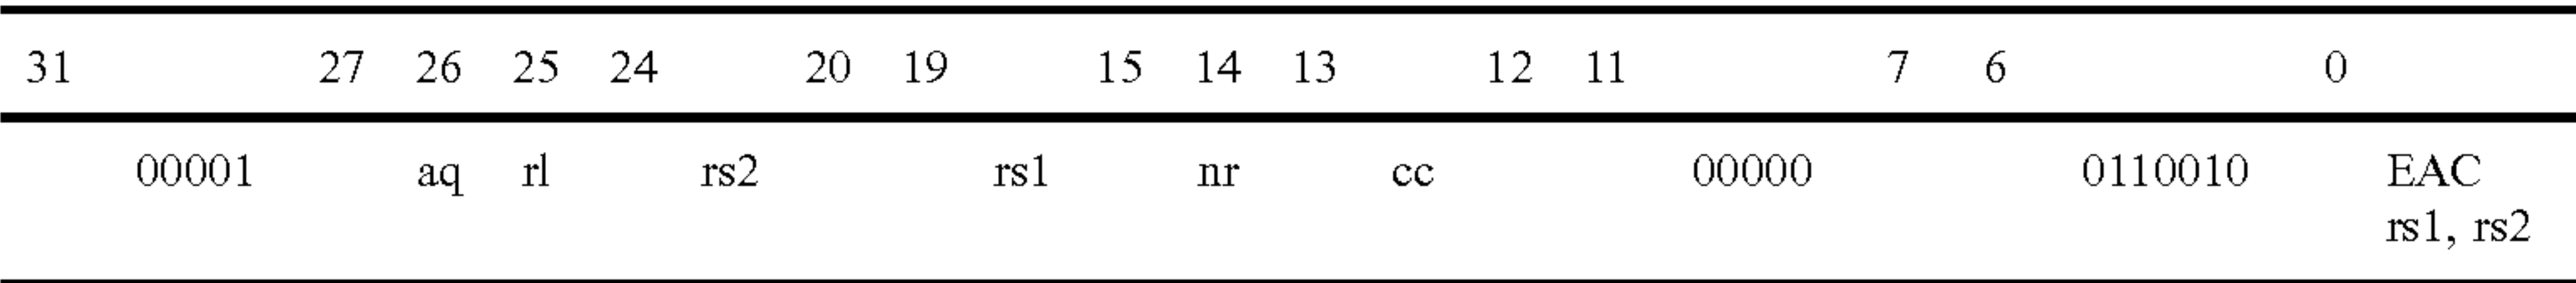 31 27 26 25 24 20 19 15 14 13 12 11 7 6 0
00001 aq rl rs2 rs1 nr cc 00000 0110010 EAC
rs1, rs2